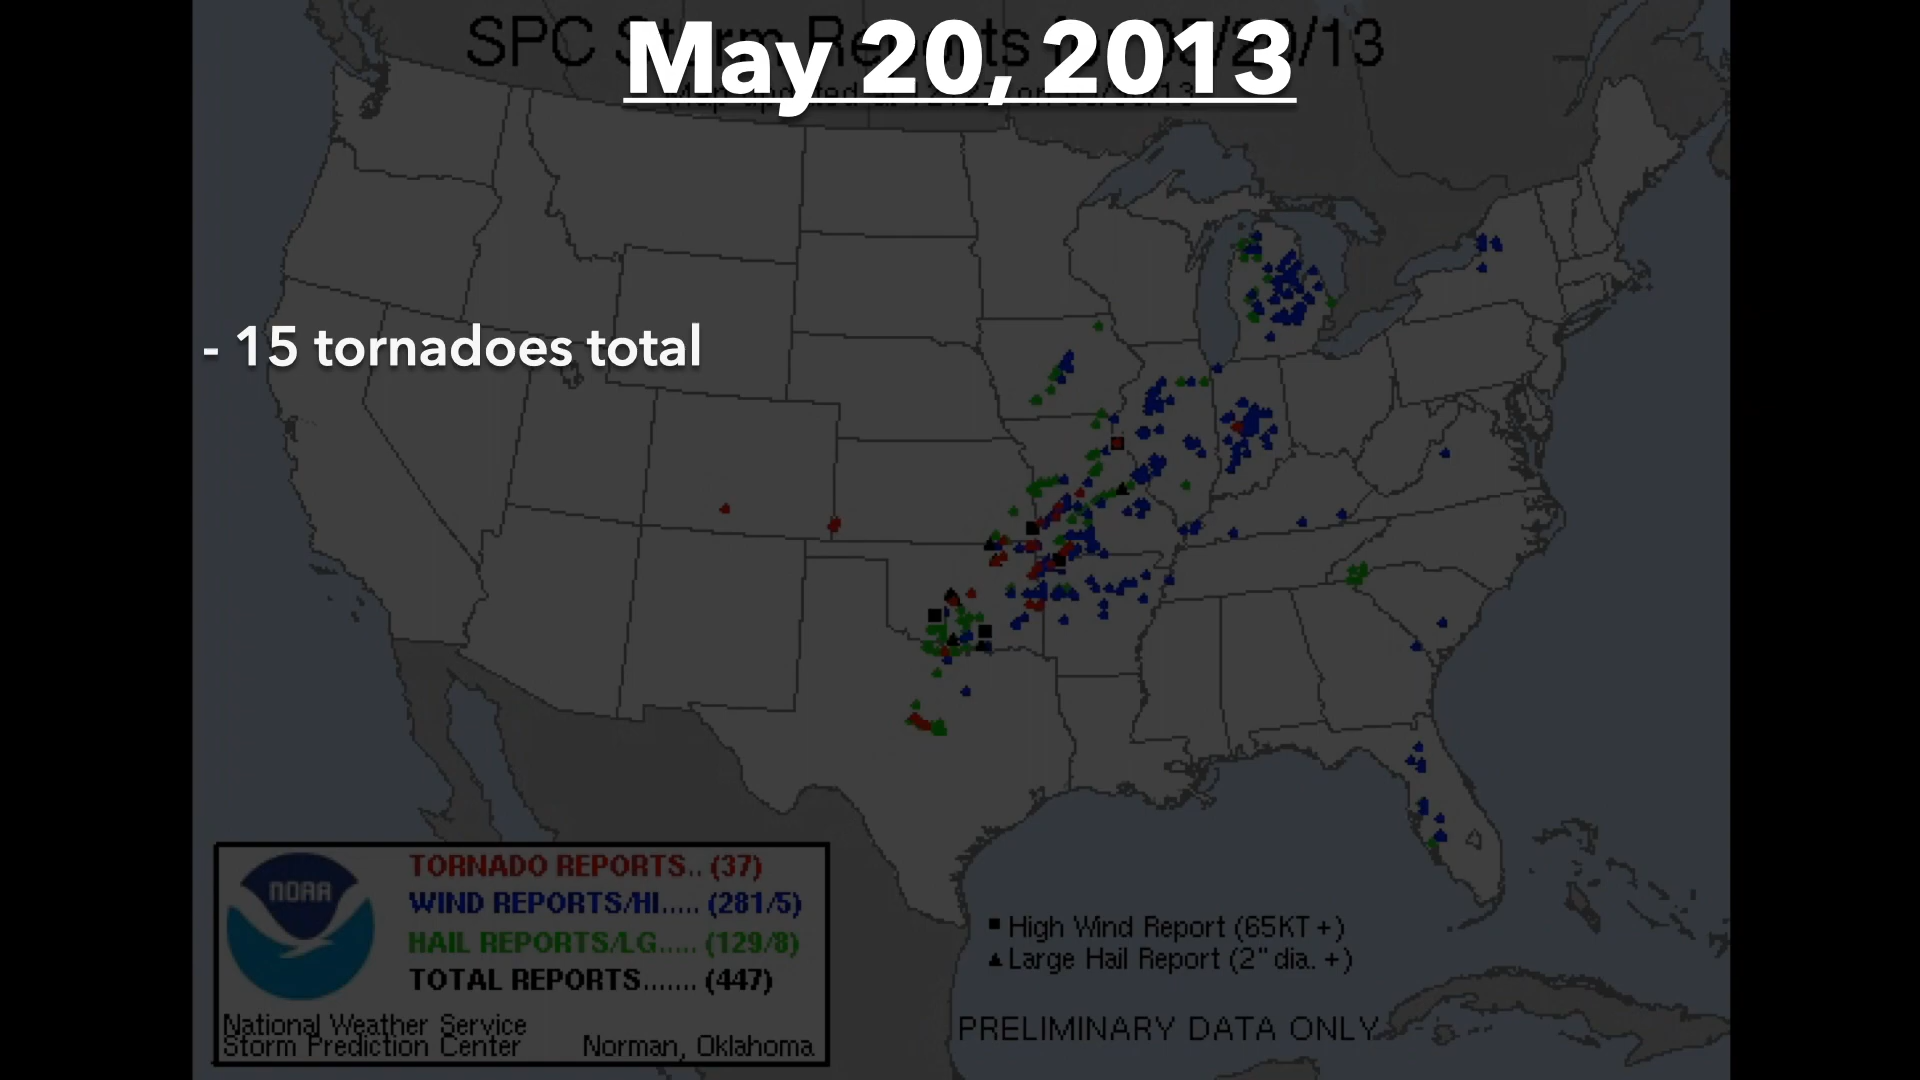 May 20, 2013
- 15 tornadoes total
NOAA
TORNADO REPORTS.. (37)
WIND REPORTS/HI..... (281/5)
HAIL REPORTS/LG..... (129/8)
TOTAL REPORTS....... (447)
National Weather Service
Storm Prediction Center
Norman, Oklahoma
High Wind Report (65KT +)
Large Hail Report (2" dia. +)
PRELIMINARY DATA ONLY